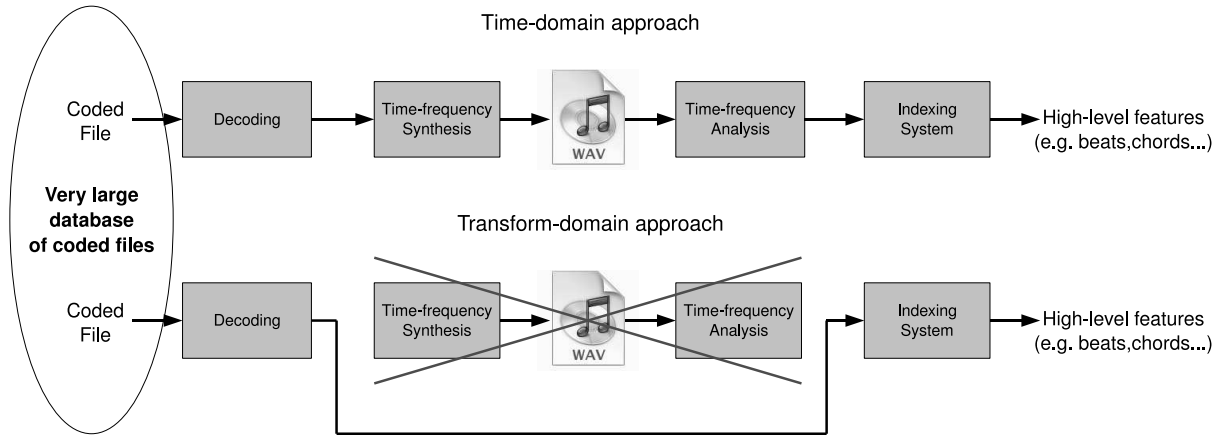 Time-domain approach
Coded
File
Decoding
Time-frequency
Synthesis
WAV
Time-frequency
Analysis
Indexing
System
High-level features
(e.g. beats,chords...)
Very large
database
of coded files
Transform-domain approach
Coded
File
Decoding
Time-frequency
Synthesis
WAV
Time-frequency
Analysis
Indexing
System
High-level features
(e.g. beats,chords...)